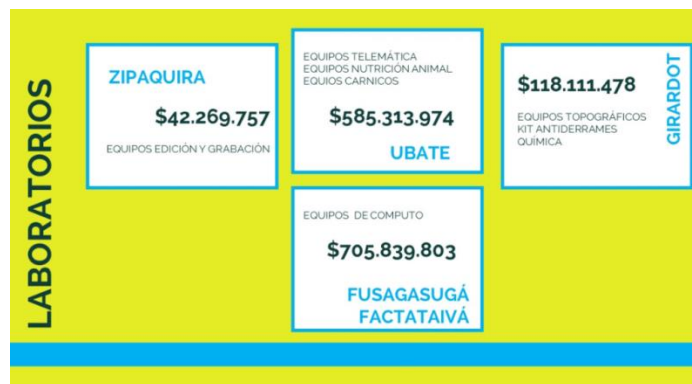 LABORATORIOS
ZIPAQUIRA
$42.269.757
EQUIPOS EDICIÓN Y GRABACIÓN
EQUIPOS TELEMÁTICA
EQUIPOS NUTRICIÓN ANIMAL
EQUIOS CARNICOS
$585.313.974
UBATE
$118.111.478
EQUIPOS TOPOGRÁFICOS
KIT ANTIDERRAMES
QUÍMICA
GIRARDOT
EQUIPOS DE COMPUTO
$705.839.803
FUSAGASUGÁ
FACTATAIVÁ